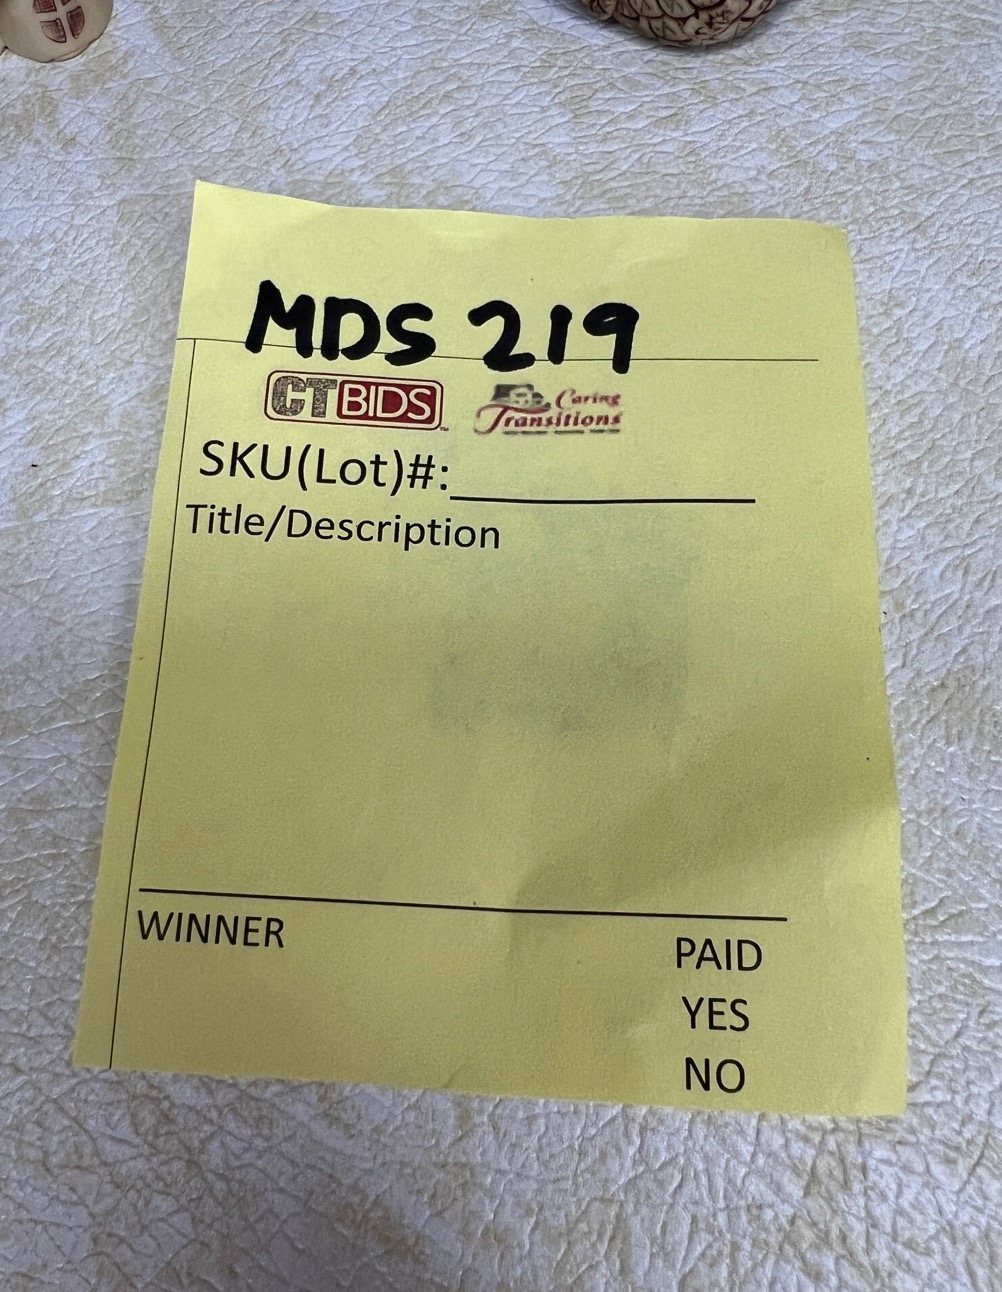 MDS 219
CTBIDS Caring
Transitions
SKU(Lot)#:
Title/Description
WINNER PAID
YES
NO